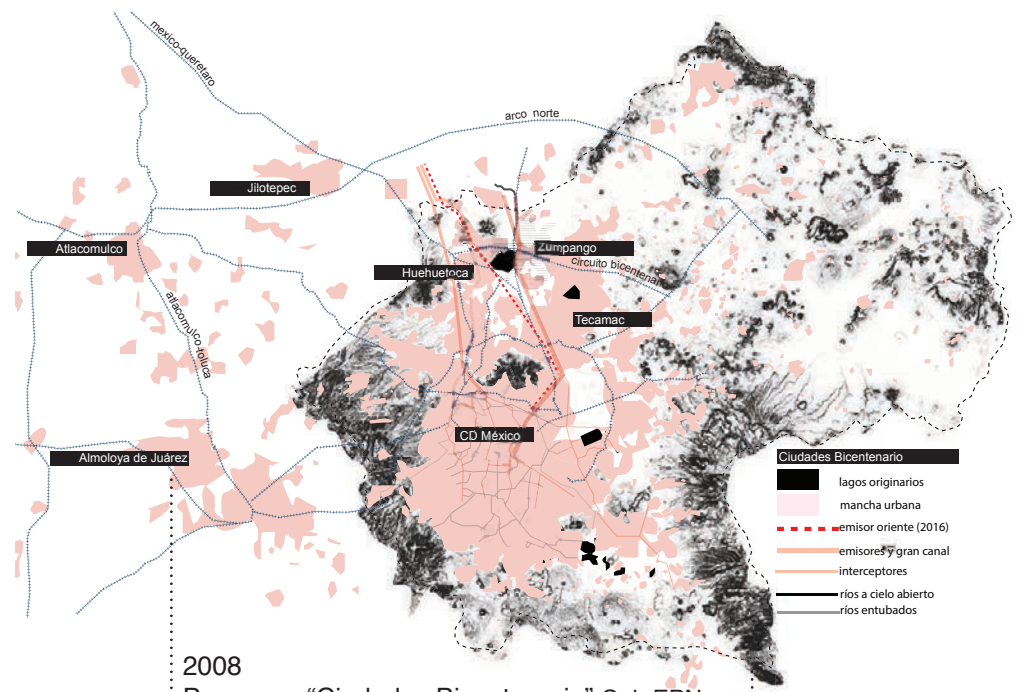 mexico-queretaro
arco norte
Jilotepec
Atlacomulco
Zumpango
Huehuetoca
circuito bicentenario
Tecamac
atlacomulco-toluca
CD México
Almoloya de Juárez
Ciudades Bicentenario
lagos originarios
mancha urbana
emisor oriente (2016)
emisores y gran canal
interceptores
ríos a cielo abierto
ríos entubados
2008